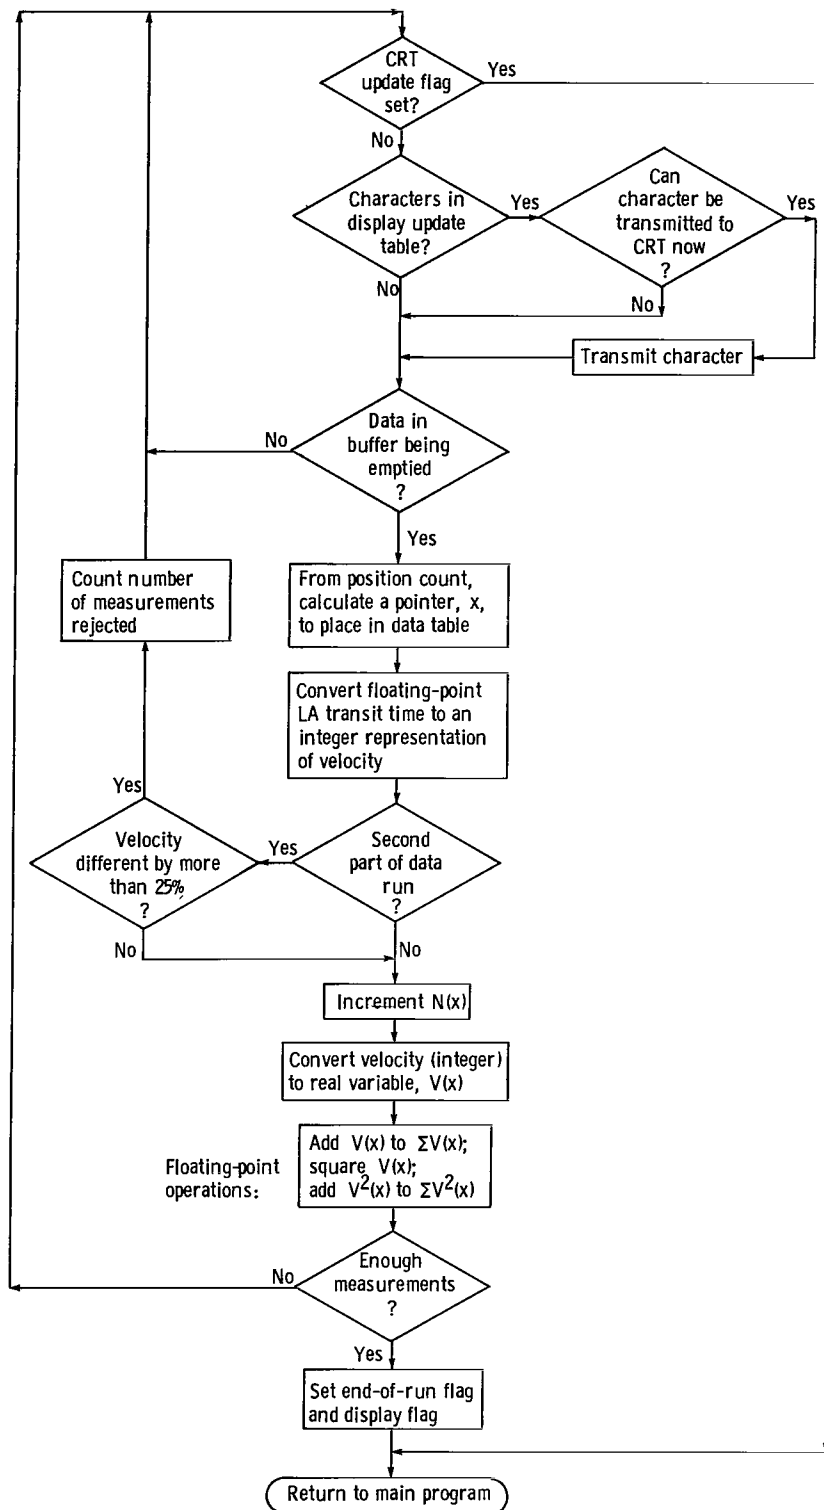 CRT
update flag
set?
Yes
No
Characters in
display update
table?
Yes
Can
character be
transmitted to
CRT now
?
Yes
No
No
Transmit character
Data in
buffer being
emptied
?
No
Yes
Count number
of measurements
rejected
From position count,
calculate a pointer, x,
to place in data table
Convert floating-point
LA transit time to an
integer representation
of velocity
Yes
Velocity
different by more
than 25%
?
Yes
Second
part of data
run
?
No
No
Increment N(x)
Convert velocity (integer)
to real variable, V(x)
Floating-point
operations:
Add V(x) to ΣV(x);
square V(x);
add V²(x) to ΣV²(x)
Enough
measurements
?
No
Yes
Set end-of-run flag
and display flag
Return to main program